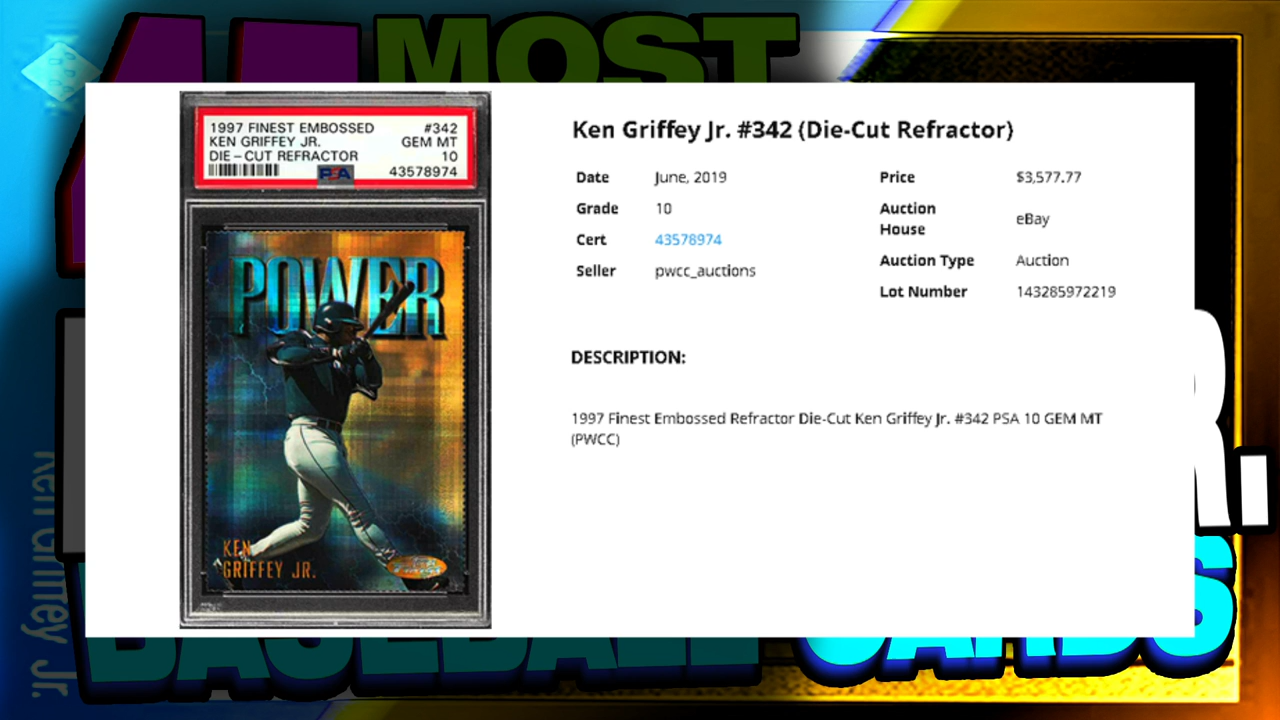 MOST
1997 FINEST EMBOSSED #342
KEN GRIFFEY JR. GEM MT
DIE-CUT REFRACTOR 10
PSA 43578974
POWER
KEN
GRIFFEY JR.
Ken Griffey Jr. #342 (Die-Cut Refractor)
Date June, 2019
Grade 10
Cert 43578974
Seller pwcc_auctions
Price $3,577.77
Auction
House eBay
Auction Type Auction
Lot Number 143285972219
DESCRIPTION:
1997 Finest Embossed Refractor Die-Cut Ken Griffey Jr. #342 PSA 10 GEM MT
(PWCC)
R.
BASEBALL CARDS
Ken Griffey Jr.